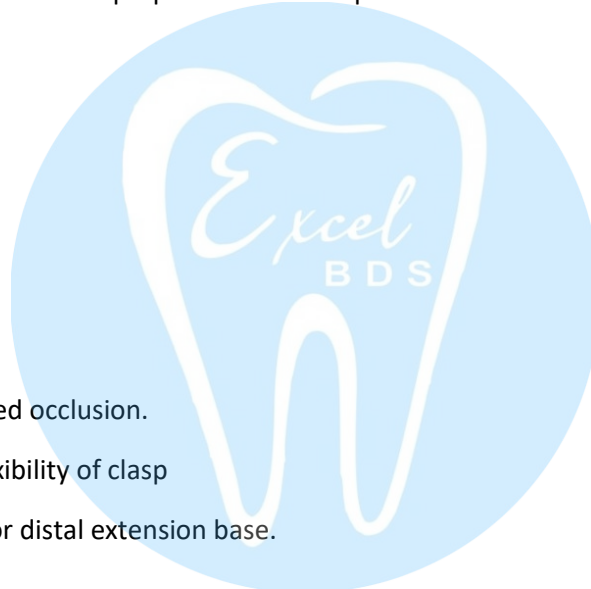 Excel
BDS
ed occlusion.
xibility of clasp
or distal extension base.